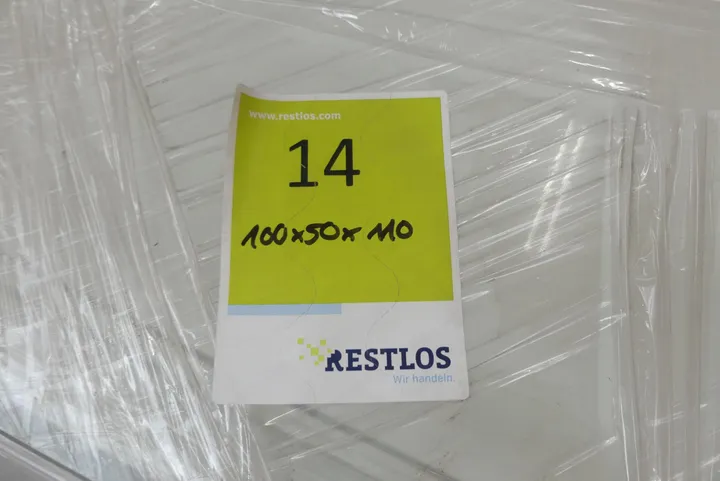 www.restlos.com
14
100x50x110
RESTLOS
Wir handeln.